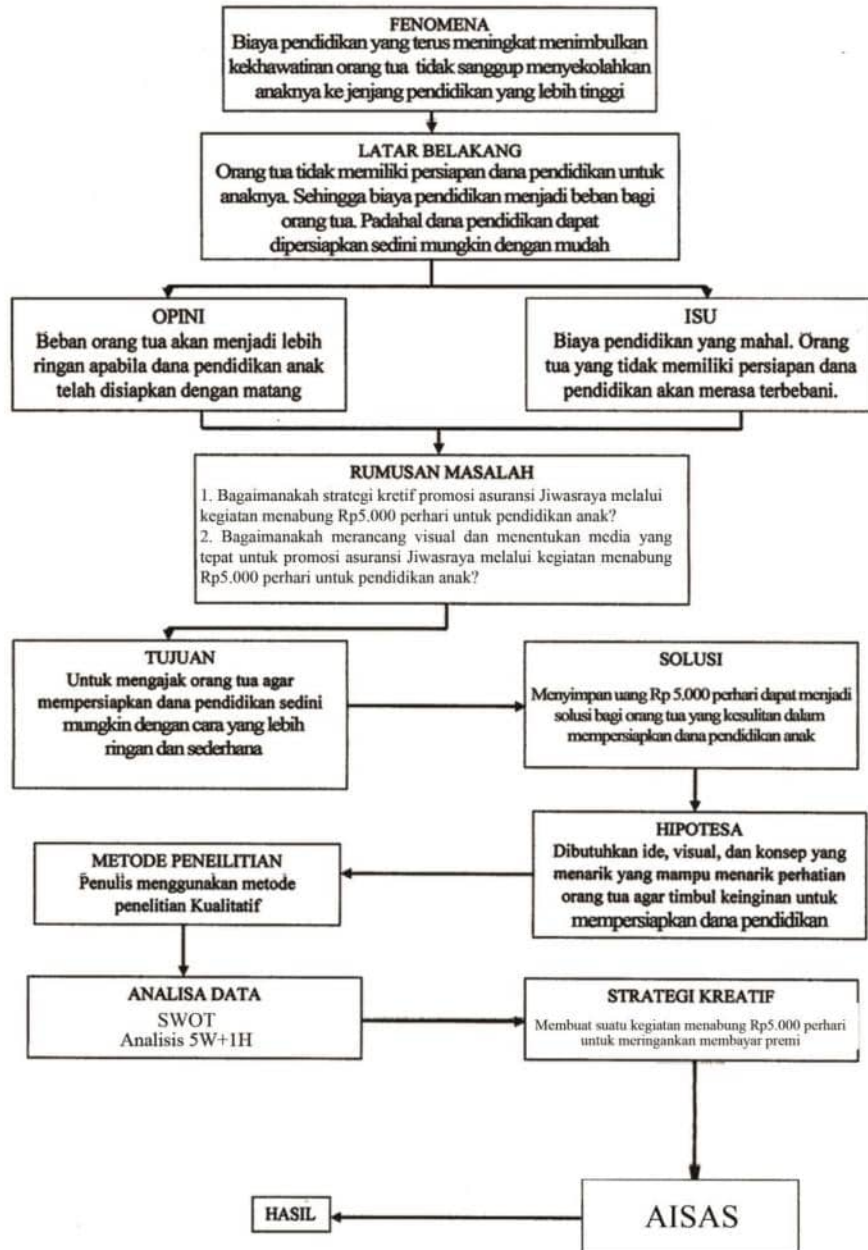 FENOMENA
Biaya pendidikan yang terus meningkat menimbulkan
kekhawatiran orang tua tidak sanggup menyekolahkan
anaknya ke jenjang pendidikan yang lebih tinggi
LATAR BELAKANG
Orang tua tidak memiliki persiapan dana pendidikan untuk
anaknya. Sehingga biaya pendidikan menjadi beban bagi
orang tua. Padahal dana pendidikan dapat
dipersiapkan sedini mungkin dengan mudah
OPINI
Beban orang tua akan menjadi lebih
ringan apabila dana pendidikan anak
telah disiapkan dengan matang
ISU
Biaya pendidikan yang mahal. Orang
tua yang tidak memiliki persiapan dana
pendidikan akan merasa terbebani.
RUMUSAN MASALAH
1. Bagaimanakah strategi kretif promosi asuransi Jiwasraya melalui
kegiatan menabung Rp5.000 perhari untuk pendidikan anak?
2. Bagaimanakah merancang visual dan menentukan media yang
tepat untuk promosi asuransi Jiwasraya melalui kegiatan menabung
Rp5.000 perhari untuk pendidikan anak?
TUJUAN
Untuk mengajak orang tua agar
mempersiapkan dana pendidikan sedini
mungkin dengan cara yang lebih
ringan dan sederhana
SOLUSI
Menyimpan uang Rp 5.000 perhari dapat menjadi
solusi bagi orang tua yang kesulitan dalam
mempersiapkan dana pendidikan anak
HIPOTESA
Dibutuhkan ide, visual, dan konsep yang
menarik yang mampu menarik perhatian
orang tua agar timbul keinginan untuk
mempersiapkan dana pendidikan
METODE PENEILITIAN
Penulis menggunakan metode
penelitian Kualitatif
ANALISA DATA
SWOT
Analisis 5W+1H
STRATEGI KREATIF
Membuat suatu kegiatan menabung Rp5.000 perhari
untuk meringankan membayar premi
AISAS
HASIL